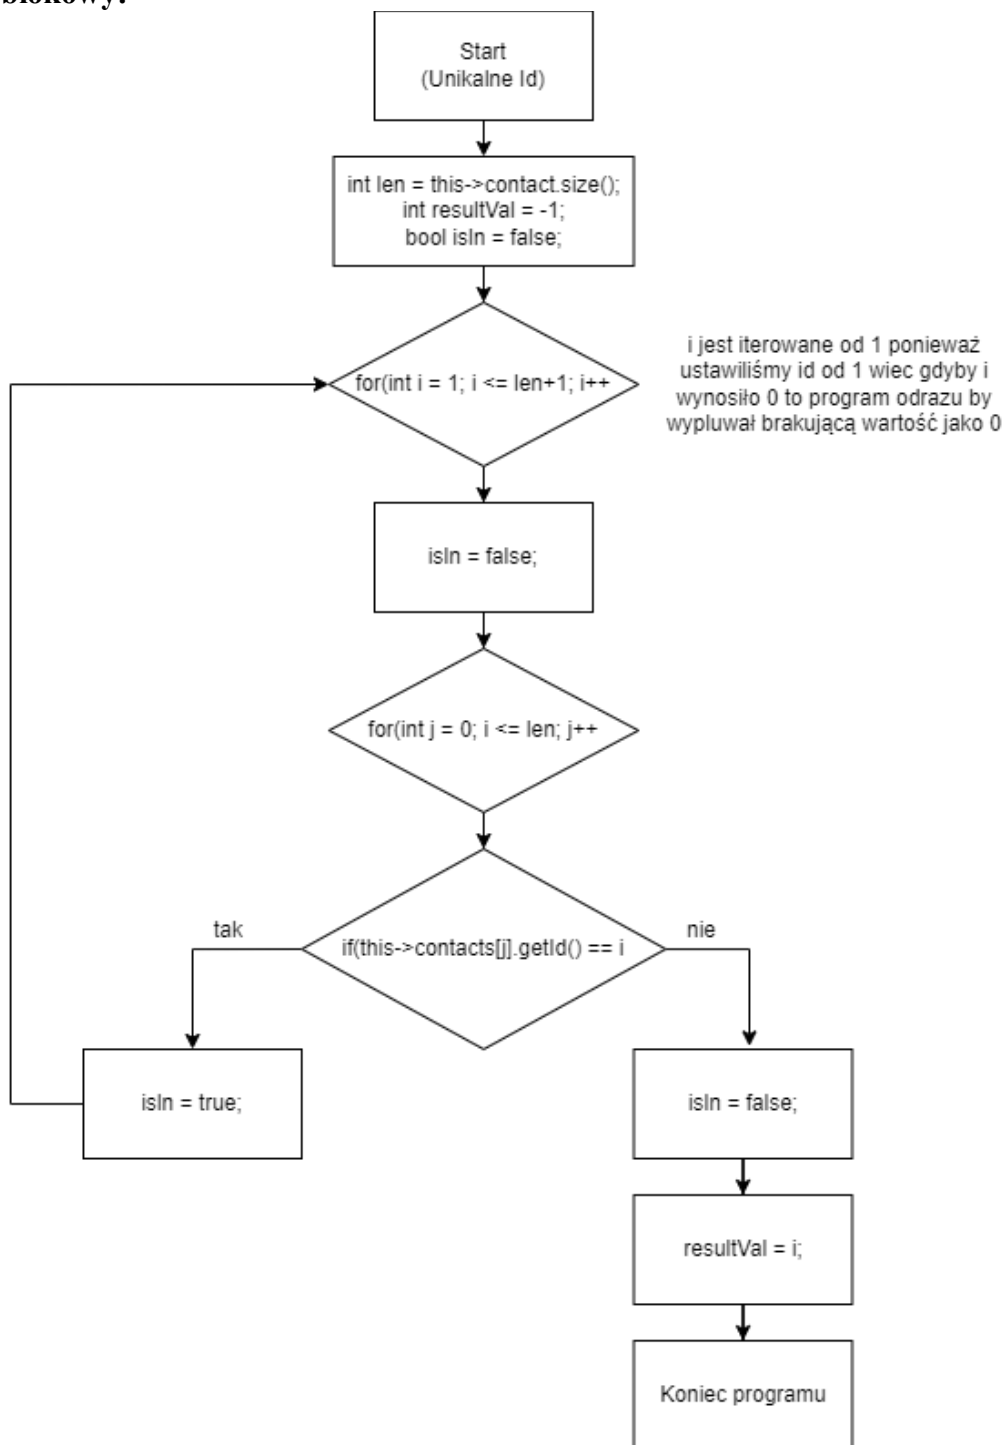 blokowy:
Start
(Unikalne Id)
int len = this->contact.size();
int resultVal = -1;
bool isIn = false;
for(int i = 1; i <= len+1; i++
i jest iterowane od 1 ponieważ
ustawiliśmy id od 1 wiec gdyby i
wynosiło 0 to program odrazu by
wypluwał brakującą wartość jako 0
isIn = false;
for(int j = 0; i <= len; j++
if(this->contacts[j].getId() == i
tak
nie
isIn = true;
isIn = false;
resultVal = i;
Koniec programu